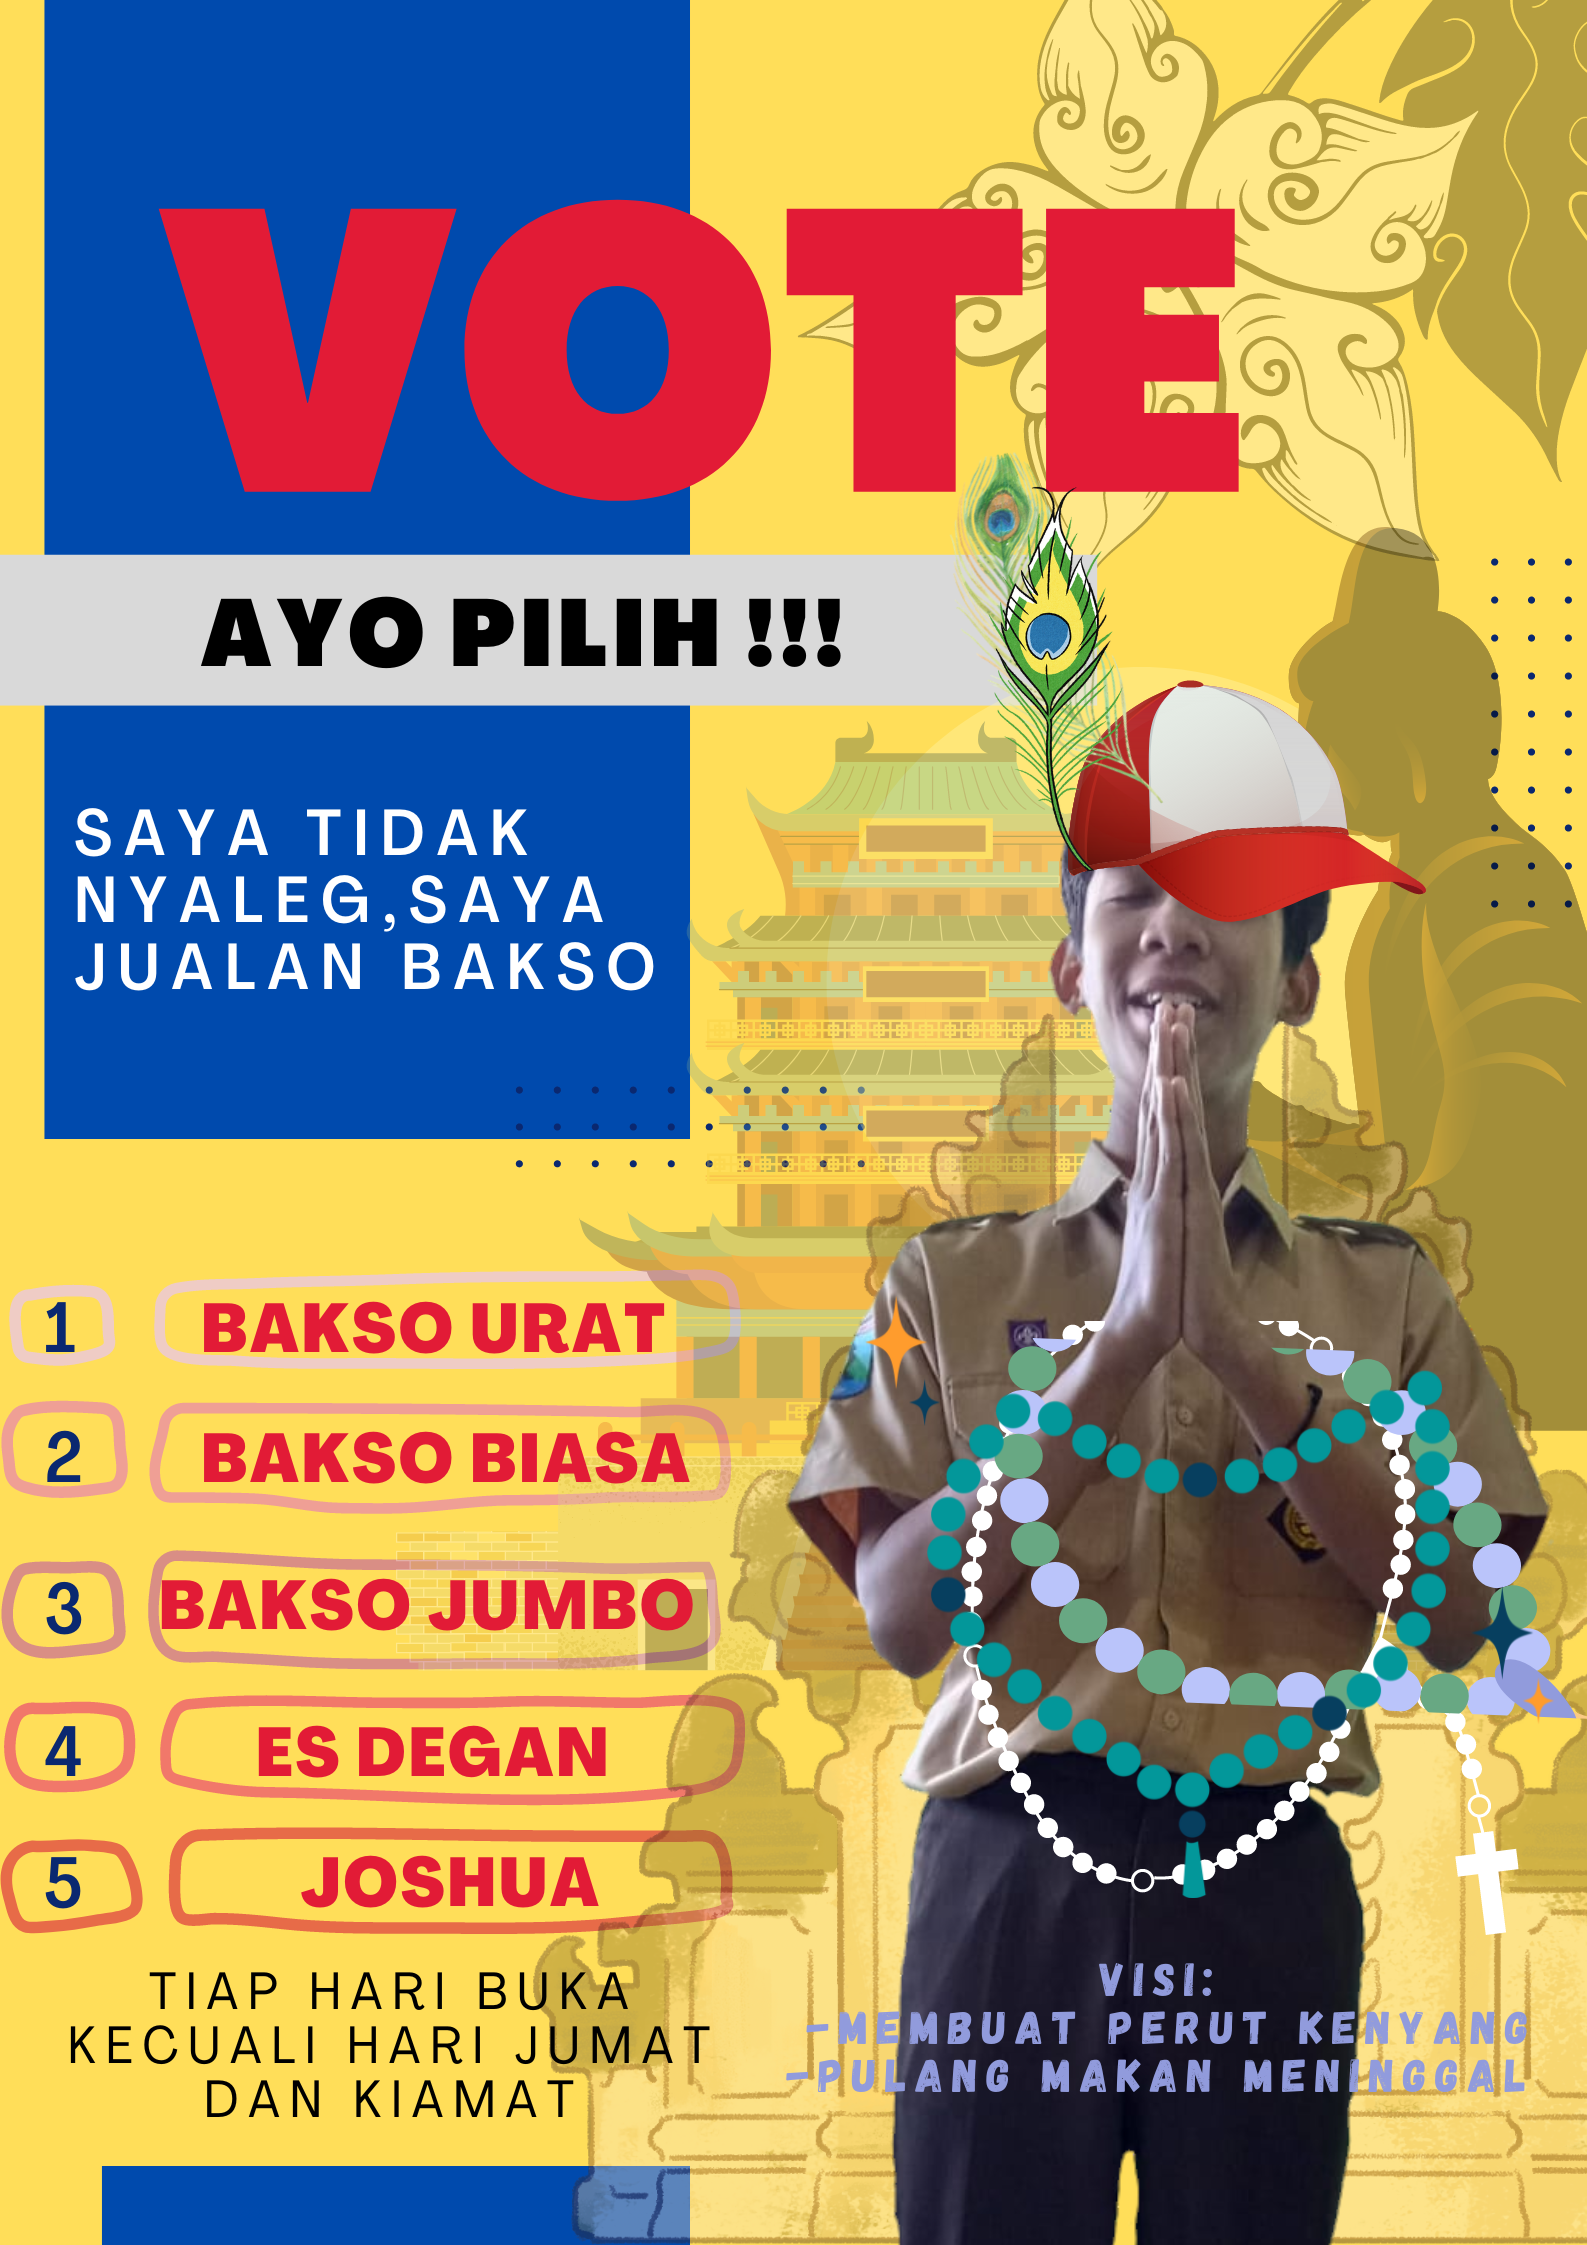 VOTE
AYO PILIH !!!
SAYA TIDAK
NYALEG,SAYA
JUALAN BAKSO
1 BAKSO URAT
2 BAKSO BIASA
3 BAKSO JUMBO
4 ES DEGAN
5 JOSHUA
TIAP HARI BUKA
KECUALI HARI JUMAT
DAN KIAMAT
VISI:
-MEMBUAT PERUT KENYANG
-PULANG MAKAN MENINGGAL